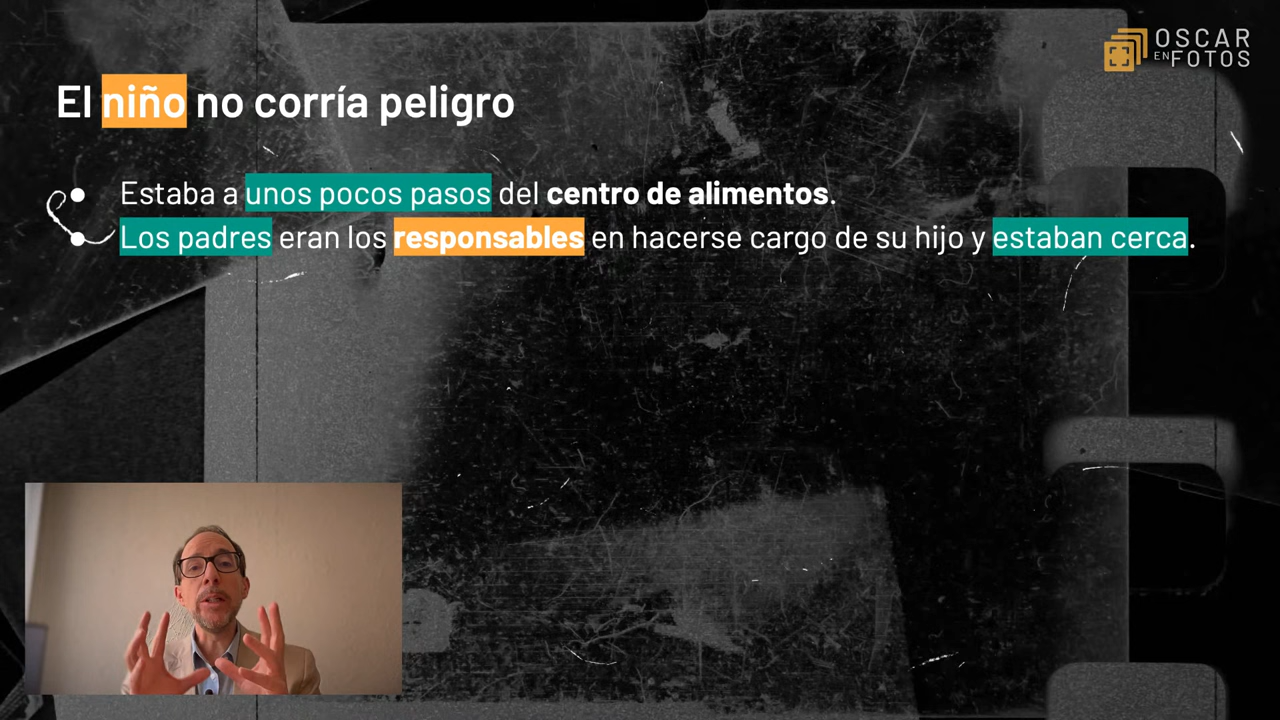 OSCAR
EN FOTOS
El niño no corría peligro
Estaba a unos pocos pasos del centro de alimentos.
Los padres eran los responsables en hacerse cargo de su hijo y estaban cerca.